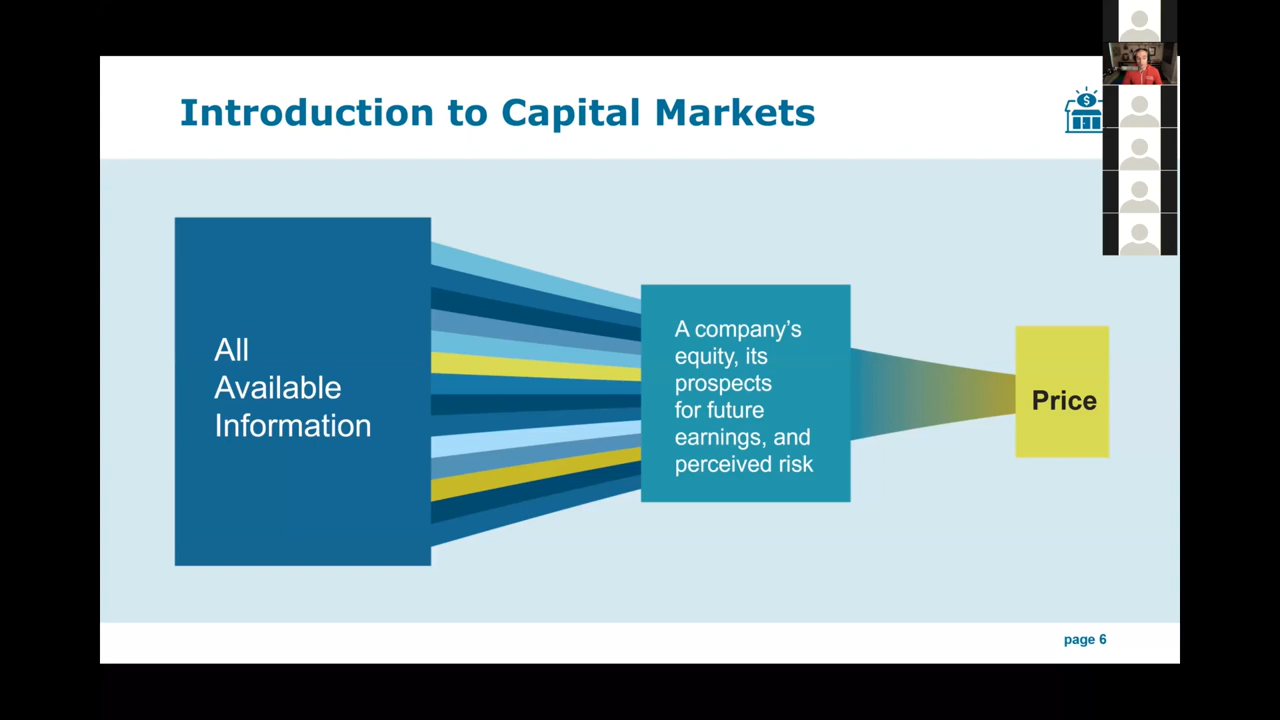 Introduction to Capital Markets
$
All
Available
Information
A company’s
equity, its
prospects
for future
earnings, and
perceived risk
Price
page 6